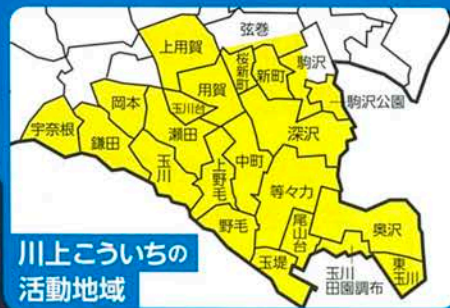 弦巻
上用賀
桜新町
新町
駒沢
用賀
駒沢公園
岡本
玉川台
宇奈根
鎌田
瀬田
深沢
玉川
上野毛
中町
等々力
野毛
尾山台
奥沢
玉堤
玉川
田園調布
東玉川
川上こういちの
活動地域